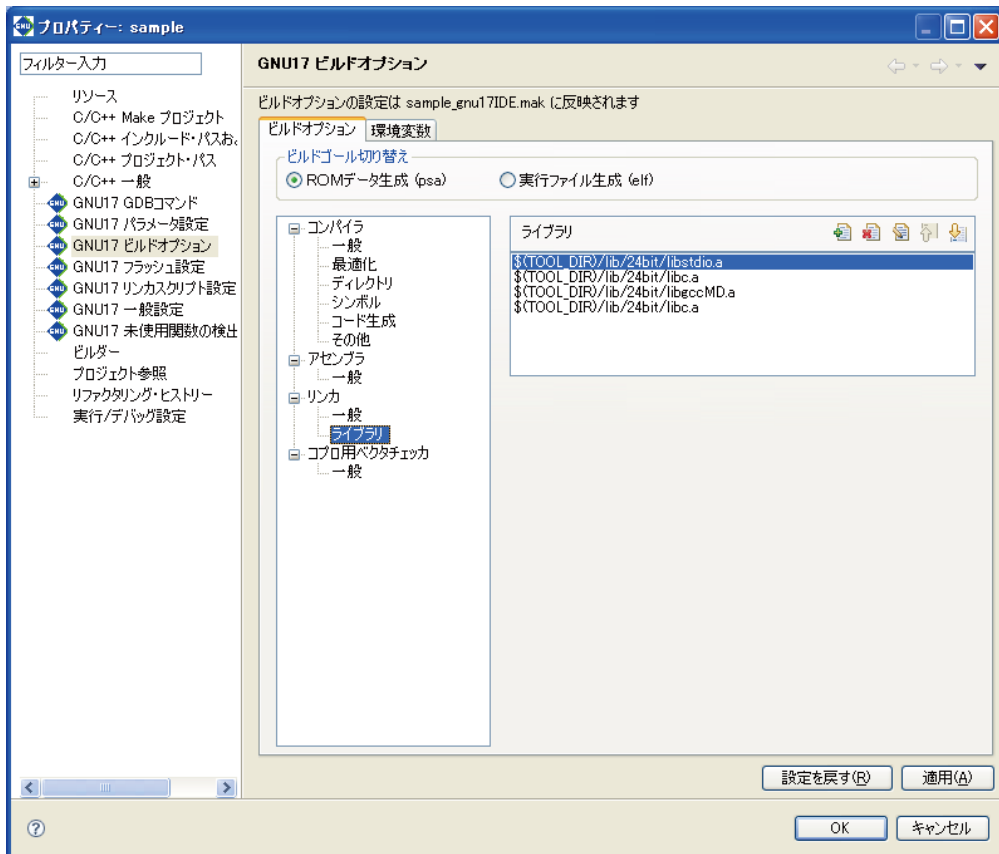 プロパティー: sample
フィルター入力
リソース
C/C++ Make プロジェクト
C/C++ インクルード・パスお
C/C++ プロジェクト・パス
C/C++ 一般
GNU17 GDBコマンド
GNU17 パラメータ設定
GNU17 ビルドオプション
GNU17 フラッシュ設定
GNU17 リンカスクリプト設定
GNU17 一般設定
GNU17 未使用関数の検出
ビルダー
プロジェクト参照
リファクタリング・ヒストリー
実行/デバッグ設定
GNU17 ビルドオプション
ビルドオプションの設定は sample_gnu17IDE.mak に反映されます
ビルドオプション 環境変数
ビルドゴール切り替え
ROMデータ生成 (psa) 実行ファイル生成 (elf)
コンパイラ
一般
最適化
ディレクトリ
シンボル
コード生成
その他
アセンブラ
一般
リンカ
一般
ライブラリ
コプロ用ベクタチェッカ
一般
ライブラリ
$(TOOL_DIR)/lib/24bit/libstdio.a
$(TOOL_DIR)/lib/24bit/libc.a
$(TOOL_DIR)/lib/24bit/libgccMD.a
$(TOOL_DIR)/lib/24bit/libc.a
設定を戻す(R) 適用(A)
OK キャンセル